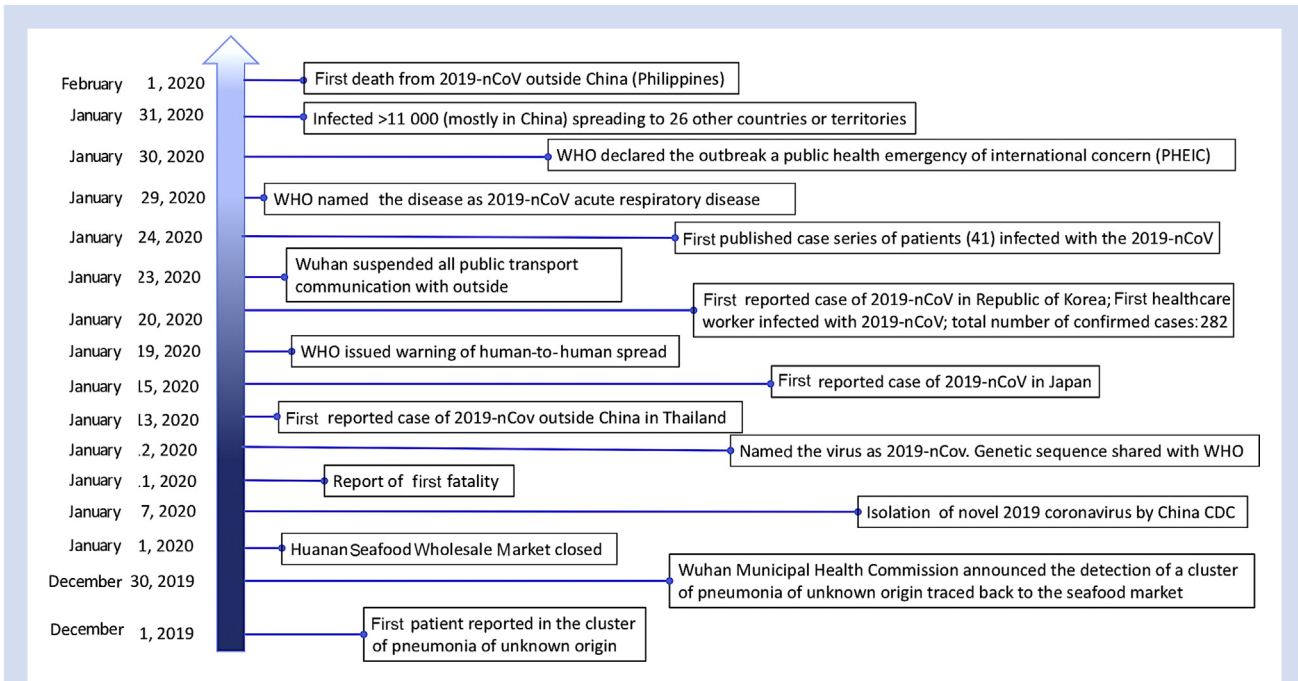 February 1, 2020 First death from 2019-nCoV outside China (Philippines)
January 31, 2020 Infected >11 000 (mostly in China) spreading to 26 other countries or territories
January 30, 2020 WHO declared the outbreak a public health emergency of international concern (PHEIC)
January 29, 2020 WHO named the disease as 2019-nCoV acute respiratory disease
January 24, 2020 First published case series of patients (41) infected with the 2019-nCoV
January 23, 2020 Wuhan suspended all public transport
communication with outside
January 20, 2020 First reported case of 2019-nCoV in Republic of Korea; First healthcare
worker infected with 2019-nCoV; total number of confirmed cases:282
January 19, 2020 WHO issued warning of human-to-human spread
January 15, 2020 First reported case of 2019-nCoV in Japan
January 13, 2020 First reported case of 2019-nCov outside China in Thailand
January .2, 2020 Named the virus as 2019-nCov. Genetic sequence shared with WHO
January .1, 2020 Report of first fatality
January 7, 2020 Isolation of novel 2019 coronavirus by China CDC
January 1, 2020 Huanan Seafood Wholesale Market closed
December 30, 2019 Wuhan Municipal Health Commission announced the detection of a cluster
of pneumonia of unknown origin traced back to the seafood market
December 1, 2019 First patient reported in the cluster
of pneumonia of unknown origin